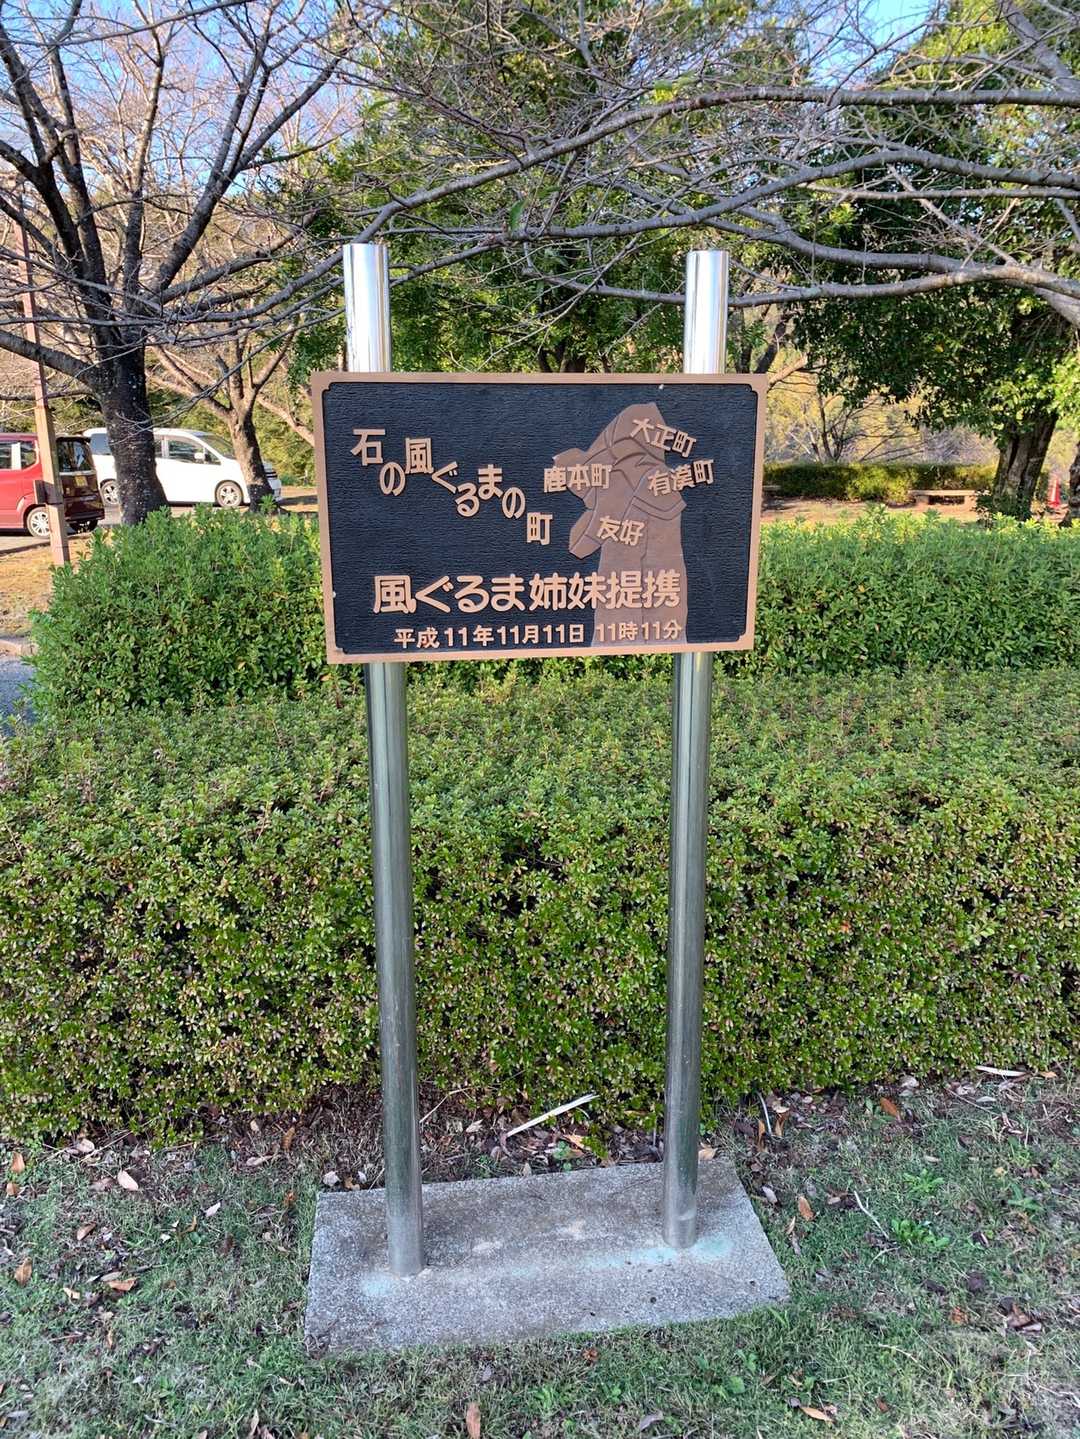 石の風ぐるまの町
大正町
鹿本町
有漢町
友好
風ぐるま姉妹提携
平成11年11月11日 11時11分